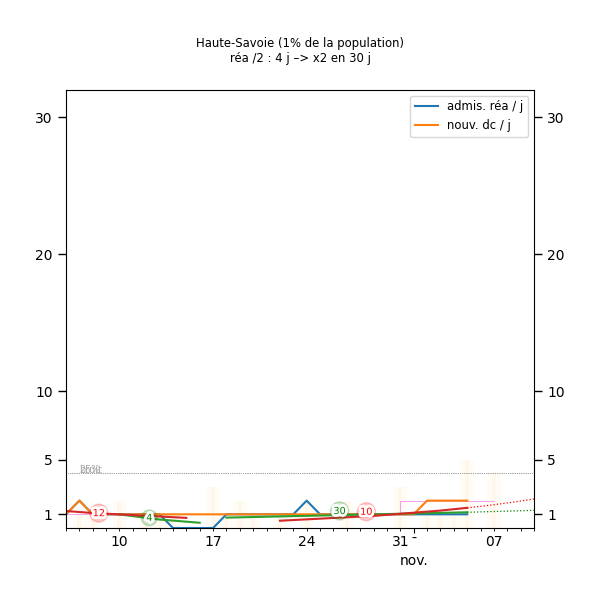 Haute-Savoie (1% de la population)
réa /2 : 4 j –> x2 en 30 j
admis. réa / j
nouv. dc / j
30 30
20 20
10 10
5 5
1 1
12 4 30 10
10 17 24 31 07
nov.